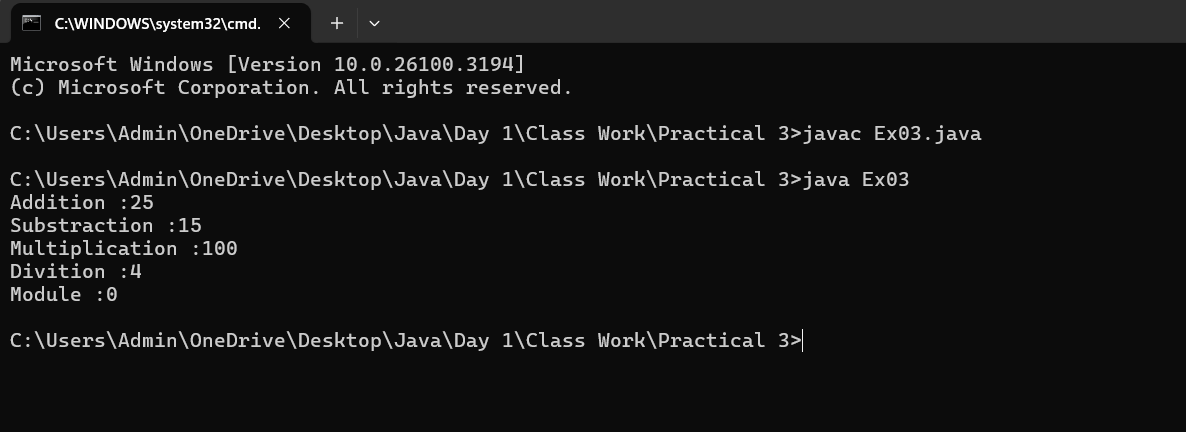 C:\WINDOWS\system32\cmd.
Microsoft Windows [Version 10.0.26100.3194]
(c) Microsoft Corporation. All rights reserved.
C:\Users\Admin\OneDrive\Desktop\Java\Day 1\Class Work\Practical 3>javac Ex03.java
C:\Users\Admin\OneDrive\Desktop\Java\Day 1\Class Work\Practical 3>java Ex03
Addition :25
Substraction :15
Multiplication :100
Divition :4
Module :0
C:\Users\Admin\OneDrive\Desktop\Java\Day 1\Class Work\Practical 3>